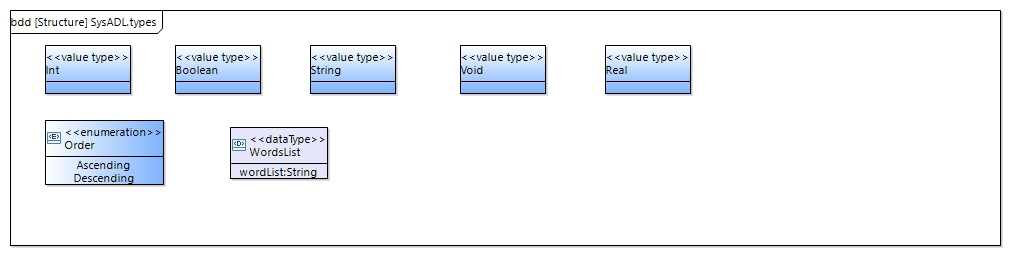 bdd [Structure] SysADL.types
<<value type>>
Int
<<value type>>
Boolean
<<value type>>
String
<<value type>>
Void
<<value type>>
Real
<E>
<<enumeration>>
Order
Ascending
Descending
<D>
<<dataType>>
WordsList
wordList:String